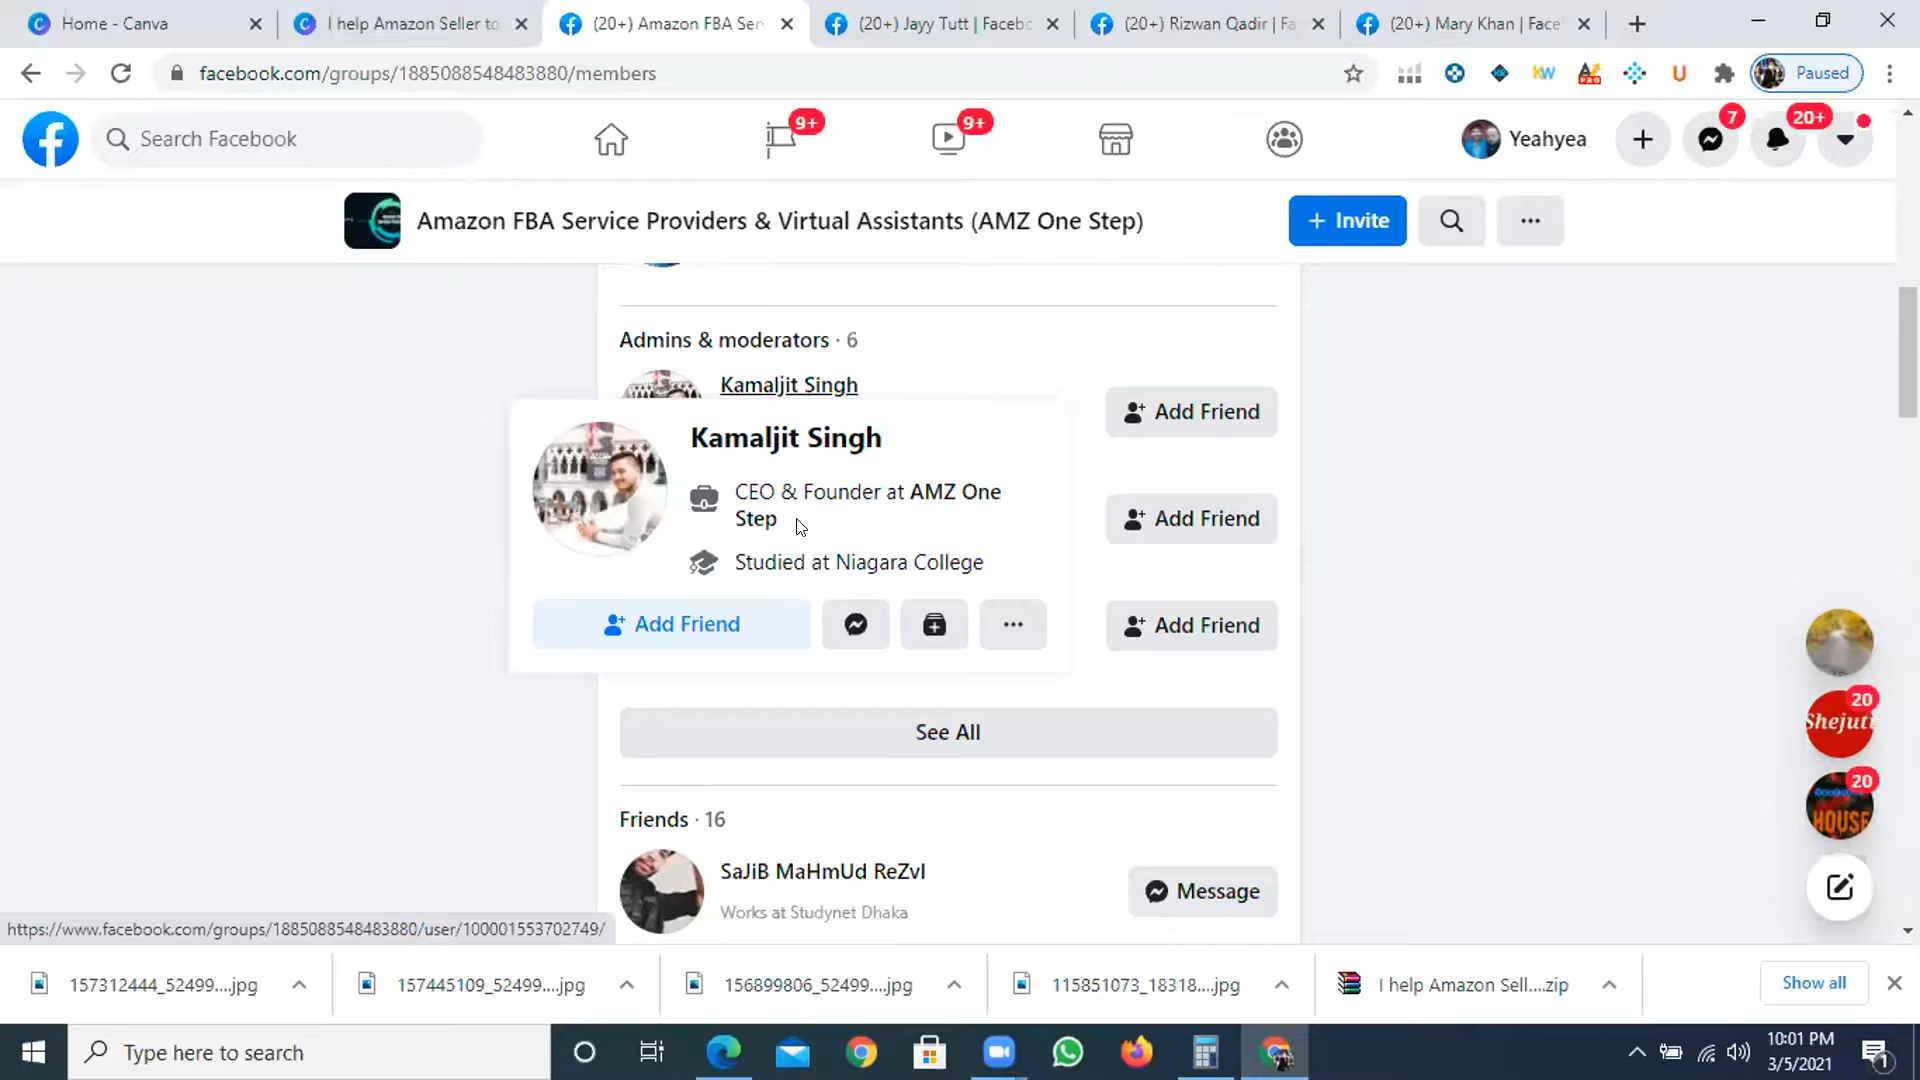 Home - Canva
I help Amazon Seller to
(20+) Amazon FBA Ser
(20+) Jayy Tutt | Facebo
(20+) Rizwan Qadir | Fa
(20+) Mary Khan | Face
facebook.com/groups/1885088548483880/members
KW
PRO
U
Paused
Search Facebook
9+
9+
Yeahyea
7
20+
Amazon FBA Service Providers & Virtual Assistants (AMZ One Step)
+ Invite
Admins & moderators · 6
Kamaljit Singh
Add Friend
Kamaljit Singh
CEO & Founder at AMZ One
Step
Add Friend
Studied at Niagara College
Add Friend
Add Friend
See All
20
Shejuti
20
HOUSE
Friends · 16
SaJiB MaHmUd ReZvI
Works at Studynet Dhaka
Message
https://www.facebook.com/groups/1885088548483880/user/100001553702749/
157312444_52499....jpg
157445109_52499....jpg
156899806_52499....jpg
115851073_18318....jpg
I help Amazon Sell....zip
Show all
Type here to search
10:01 PM
3/5/2021
1